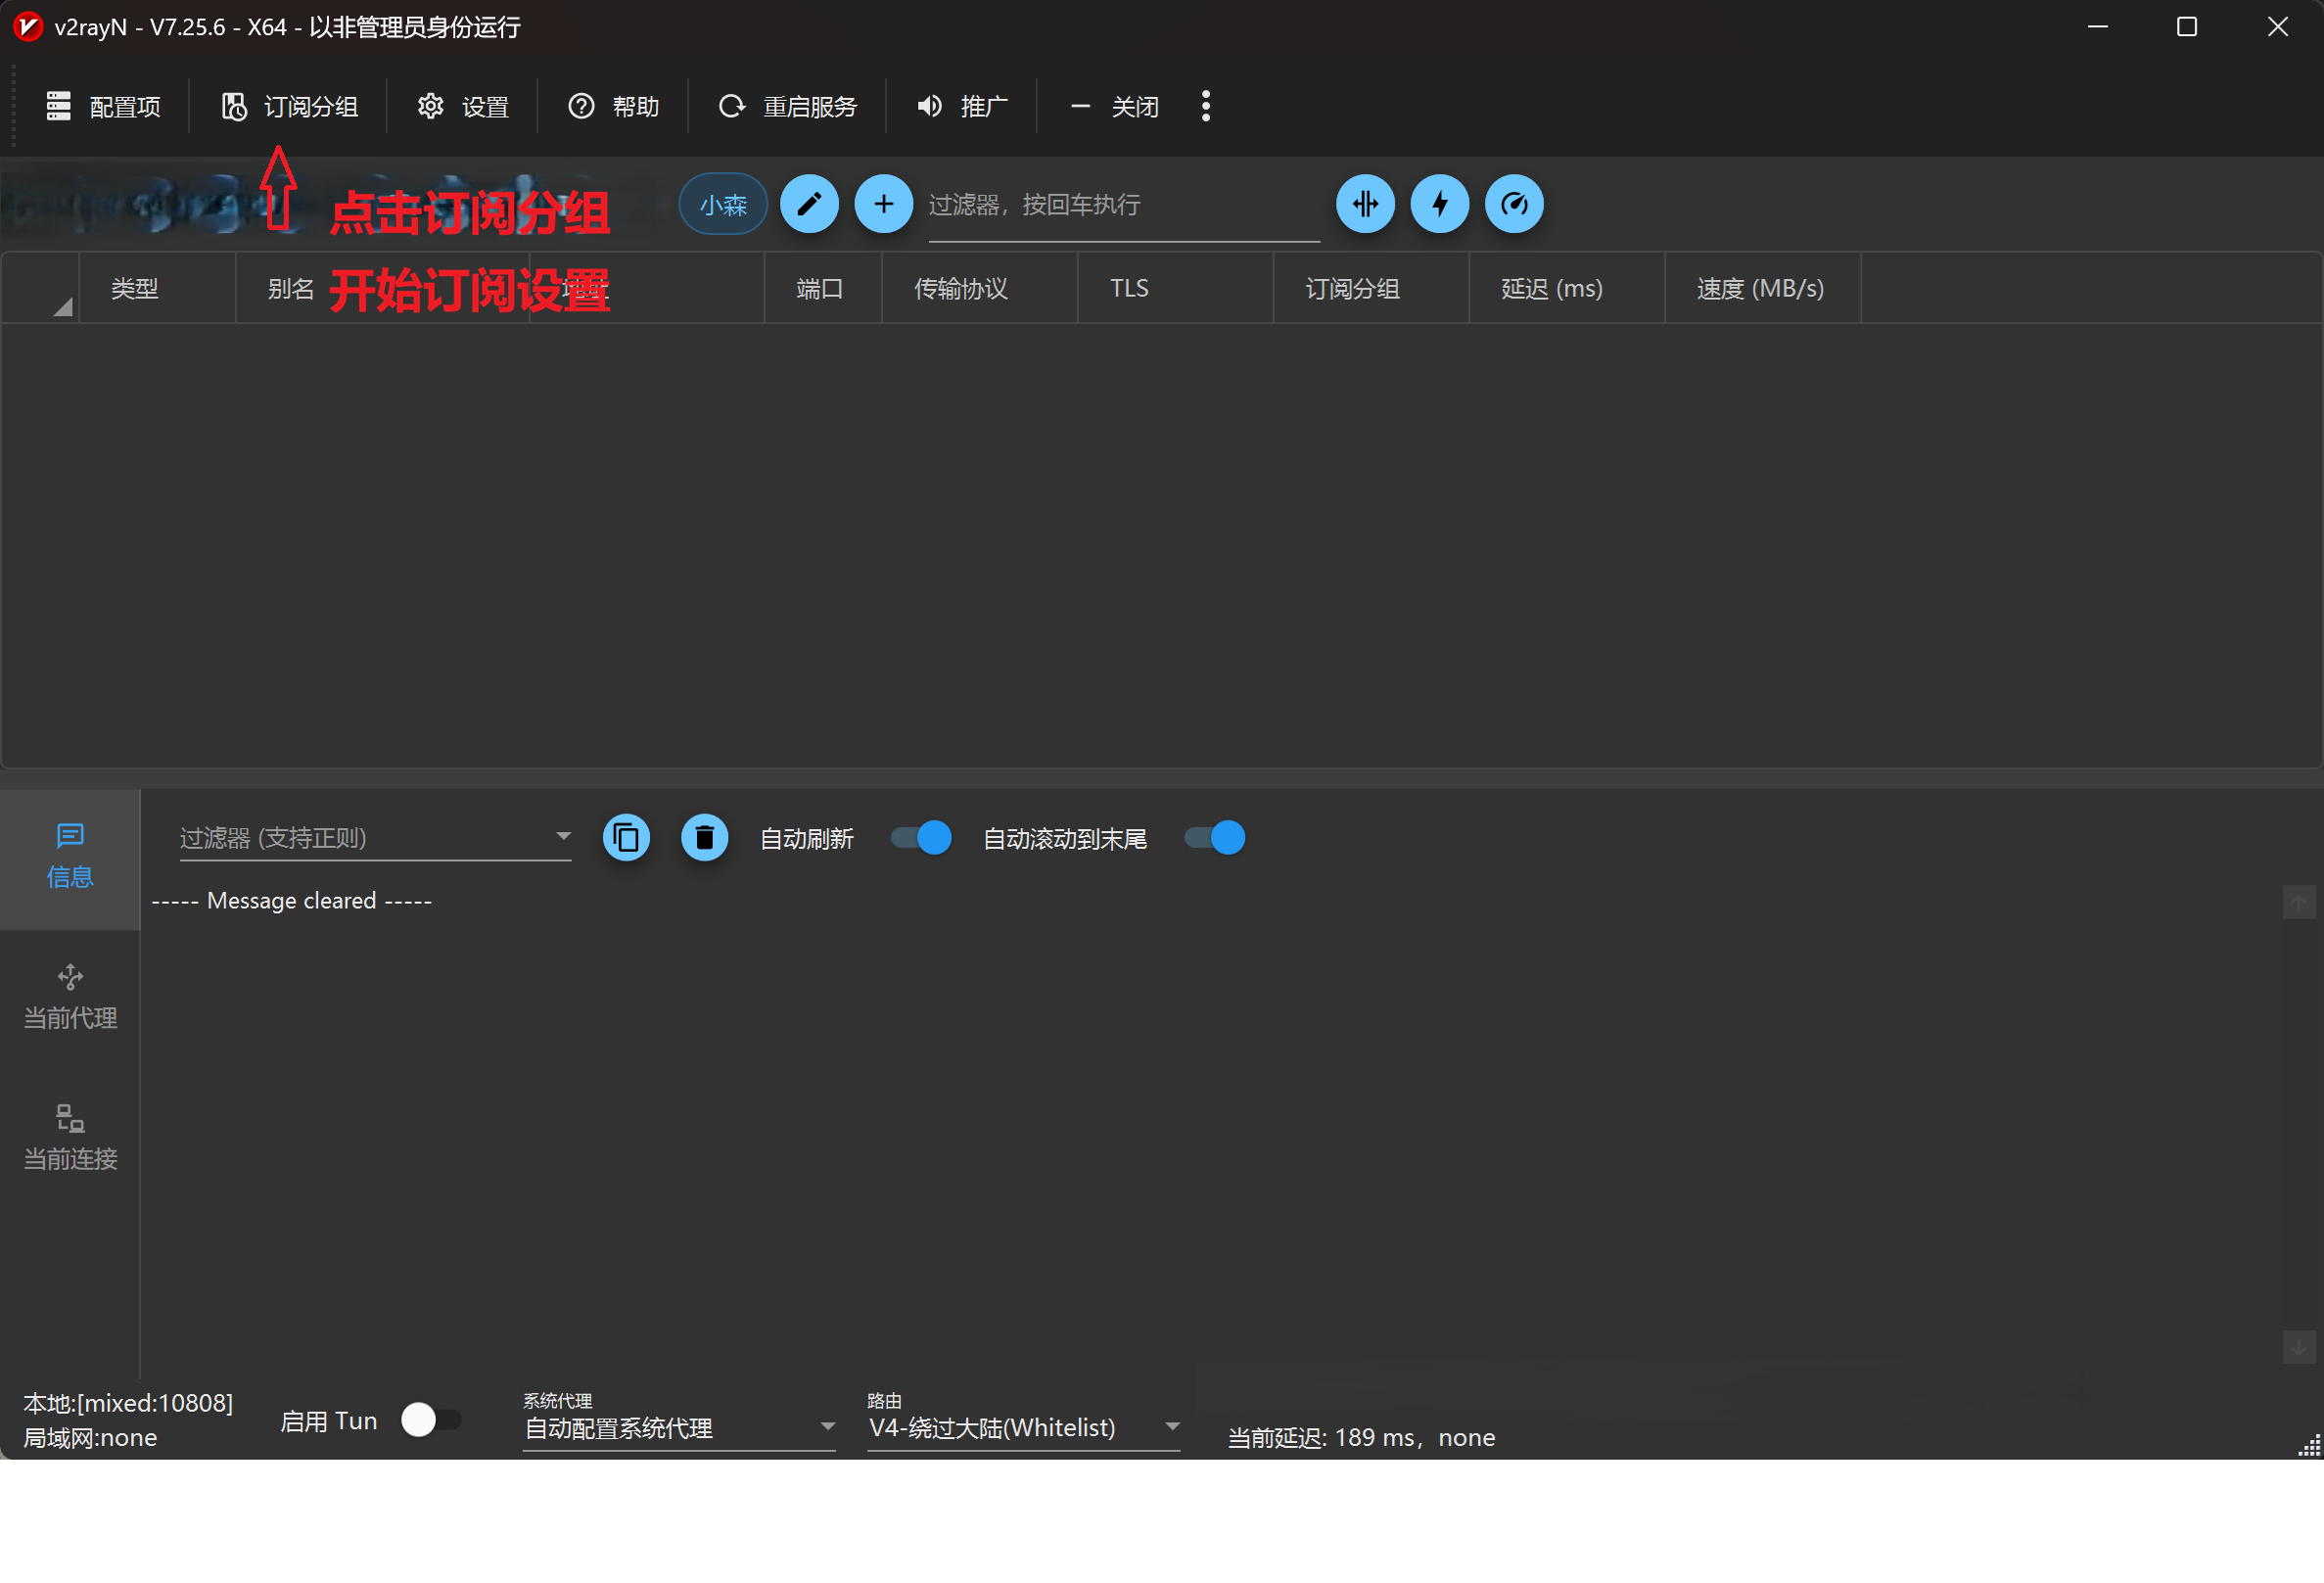 v2rayN - V7.25.6 - X64 - 以非管理员身份运行
配置项 订阅分组 设置 帮助 重启服务 推广 关闭
小森 过滤器，按回车执行
点击订阅分组
开始订阅设置
类型 别名 端口 传输协议 TLS 订阅分组 延迟 (ms) 速度 (MB/s)
过滤器 (支持正则) 自动刷新 自动滚动到末尾
信息
----- Message cleared -----
当前代理
当前连接
本地:[mixed:10808]
局域网:none
启用 Tun
系统代理
自动配置系统代理
路由
V4-绕过大陆(Whitelist)
当前延迟: 189 ms，none